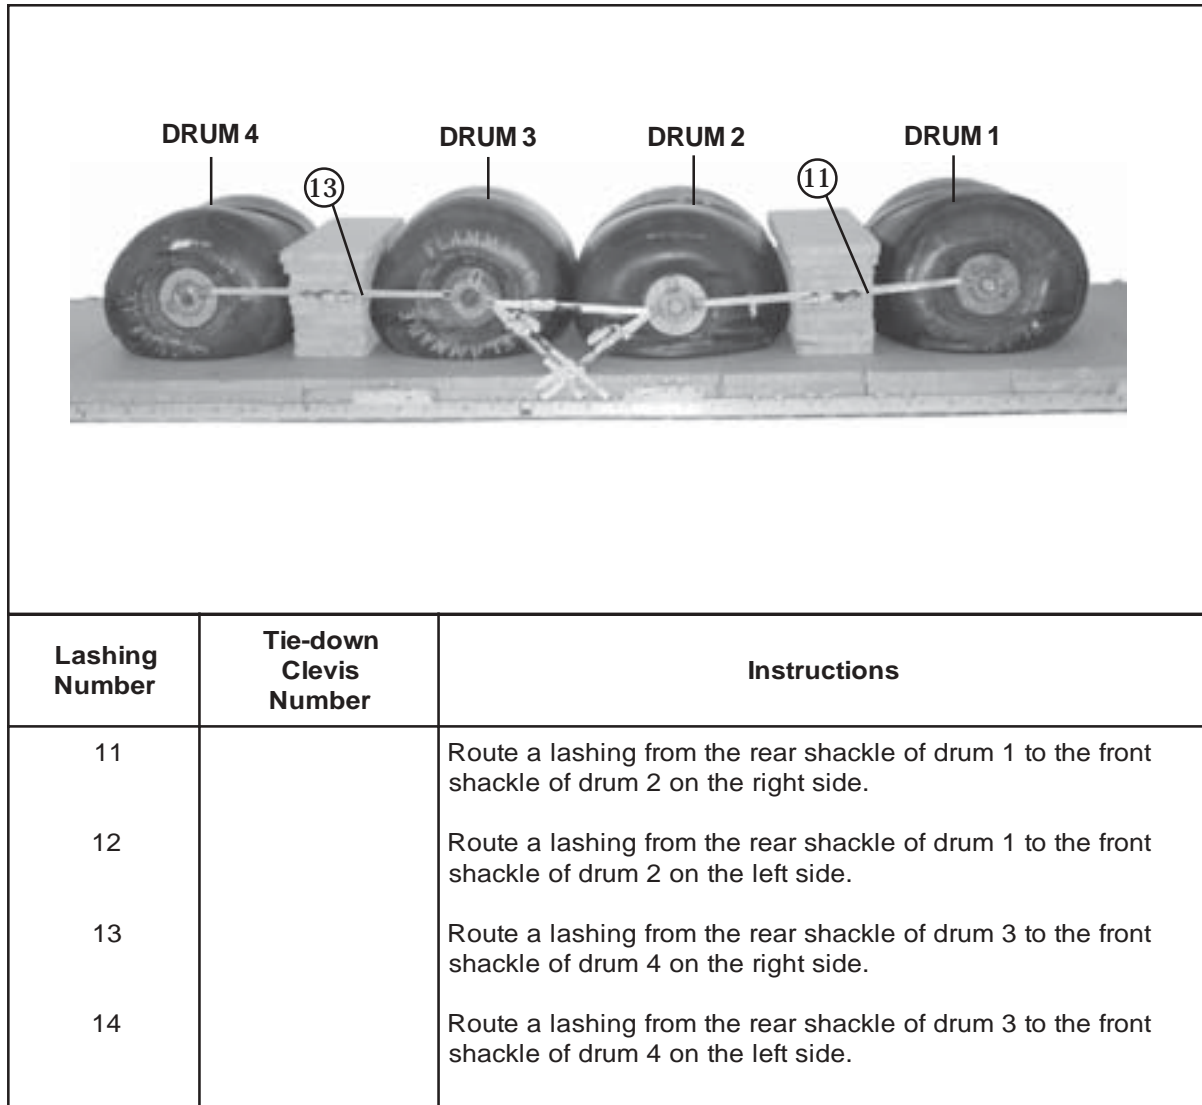 DRUM 4 DRUM 3 DRUM 2 DRUM 1
13 11
FLAMMABLE
Lashing Number Tie-down Clevis Number Instructions
11 Route a lashing from the rear shackle of drum 1 to the front
shackle of drum 2 on the right side.
12 Route a lashing from the rear shackle of drum 1 to the front
shackle of drum 2 on the left side.
13 Route a lashing from the rear shackle of drum 3 to the front
shackle of drum 4 on the right side.
14 Route a lashing from the rear shackle of drum 3 to the front
shackle of drum 4 on the left side.